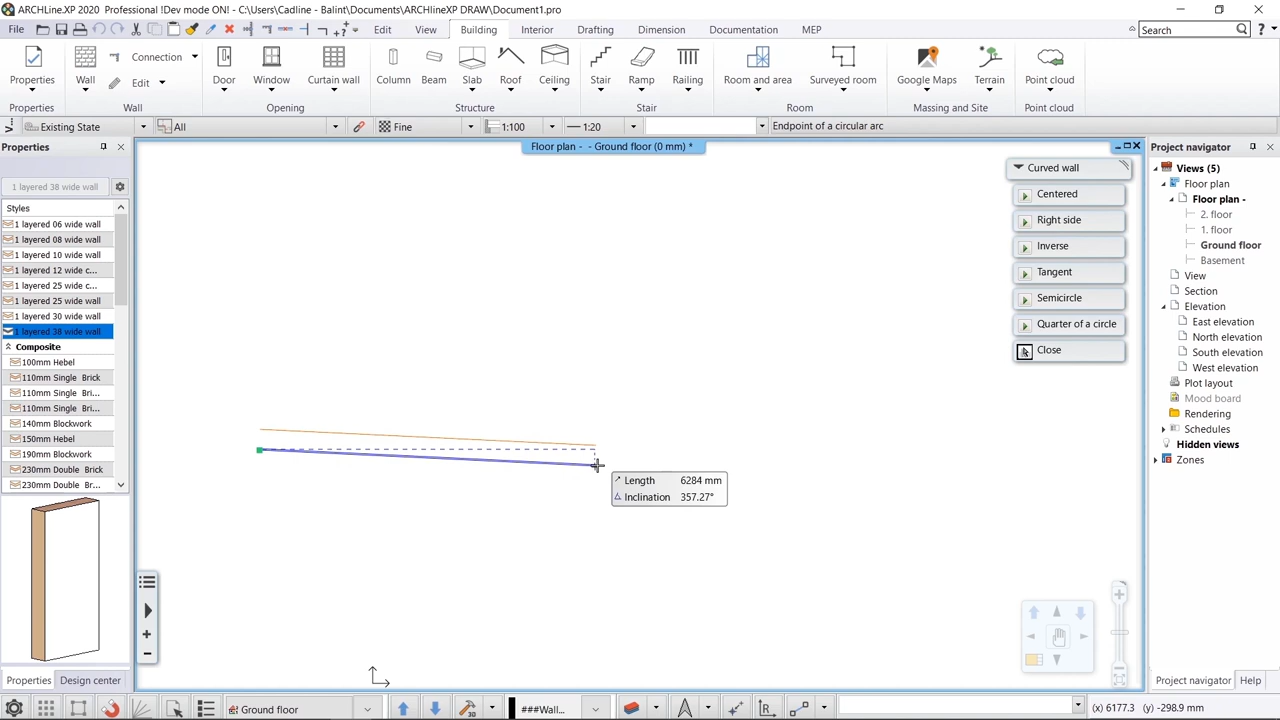 ARCHLine.XP 2020 Professional !Dev mode ON! - C:\Users\Cadline - Balint\Documents\ARCHlineXP DRAW\Document1.pro
File Edit View Building Interior Drafting Dimension Documentation MEP Search
Properties Wall Connection Edit Door Window Curtain wall Column Beam Slab Roof Ceiling Stair Ramp Railing Room and area Surveyed room Google Maps Terrain Point cloud
Properties Wall Opening Structure Stair Room Massing and Site Point cloud
Existing State All Fine 1:100 1:20 Endpoint of a circular arc
Properties
1 layered 38 wide wall
Styles
1 layered 06 wide wall
1 layered 08 wide wall
1 layered 10 wide wall
1 layered 12 wide c...
1 layered 25 wide c...
1 layered 25 wide wall
1 layered 30 wide wall
1 layered 38 wide wall
Composite
100mm Hebel
110mm Single Brick
110mm Single Bri...
110mm Single Bri...
140mm Blockwork
150mm Hebel
190mm Blockwork
230mm Double Brick
230mm Double Br...
Properties Design center
Floor plan - - Ground floor (0 mm) *
Curved wall
Centered
Right side
Inverse
Tangent
Semicircle
Quarter of a circle
Close
Length 6284 mm
Inclination 357.27°
Project navigator
Views (5)
Floor plan
Floor plan -
2. floor
1. floor
Ground floor
Basement
View
Section
Elevation
East elevation
North elevation
South elevation
West elevation
Plot layout
Mood board
Rendering
Schedules
Hidden views
Zones
Project navigator Help
Ground floor ###Wall... (x) 6177.3 (y) -298.9 mm